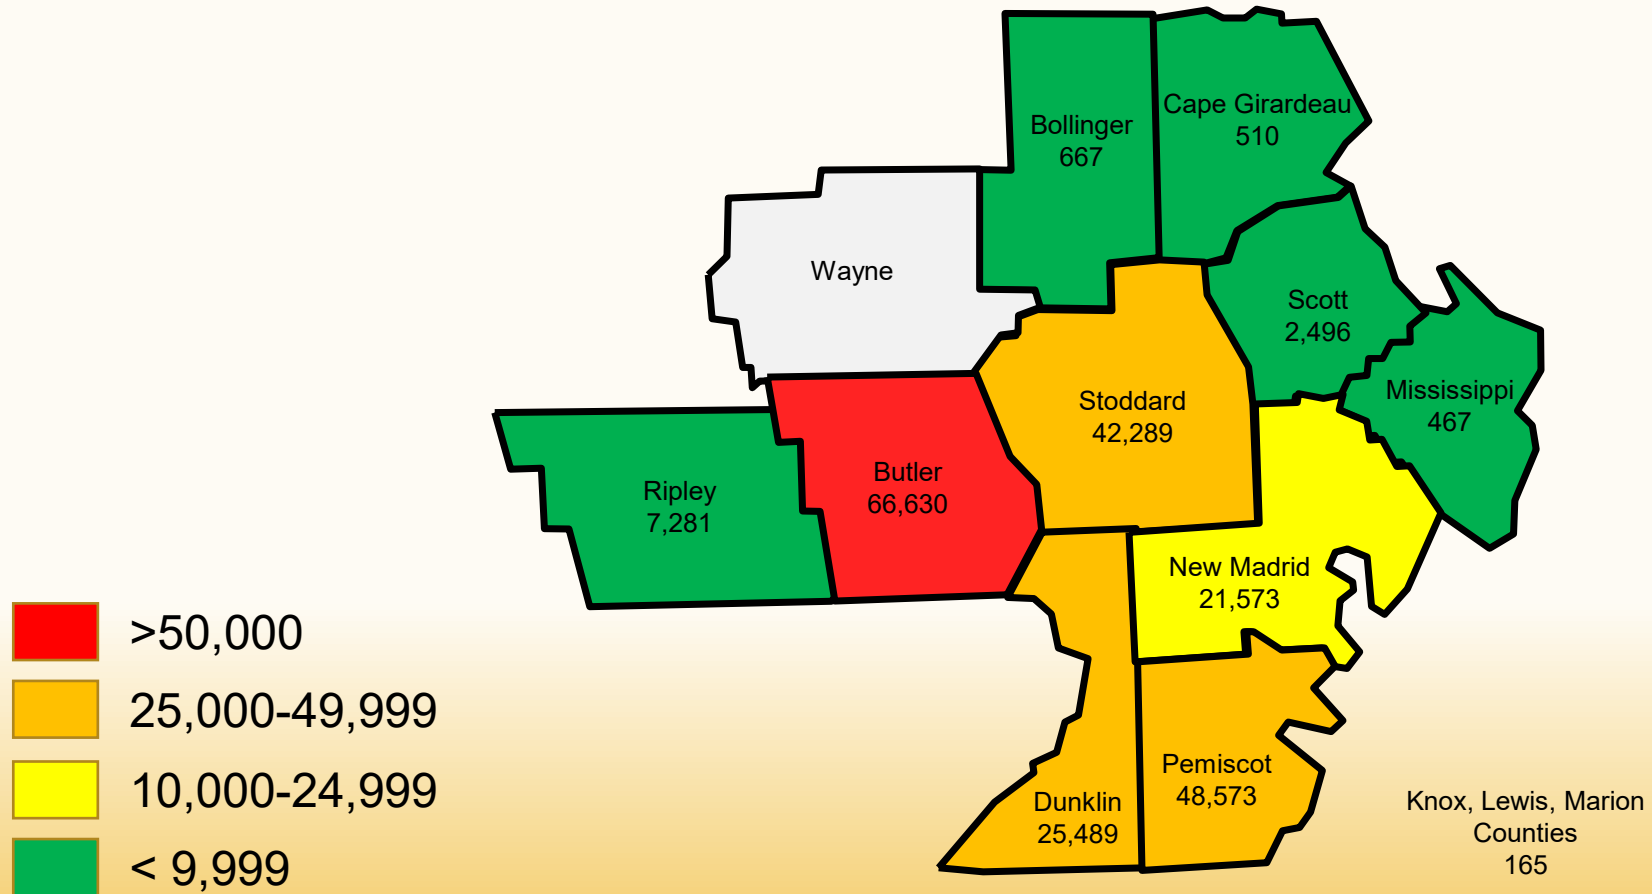 Cape Girardeau
510
Bollinger
667
Wayne
Scott
2,496
Mississippi
467
Stoddard
42,289
Butler
66,630
Ripley
7,281
New Madrid
21,573
Pemiscot
48,573
Dunklin
25,489
Knox, Lewis, Marion
Counties
165
>50,000
25,000-49,999
10,000-24,999
< 9,999